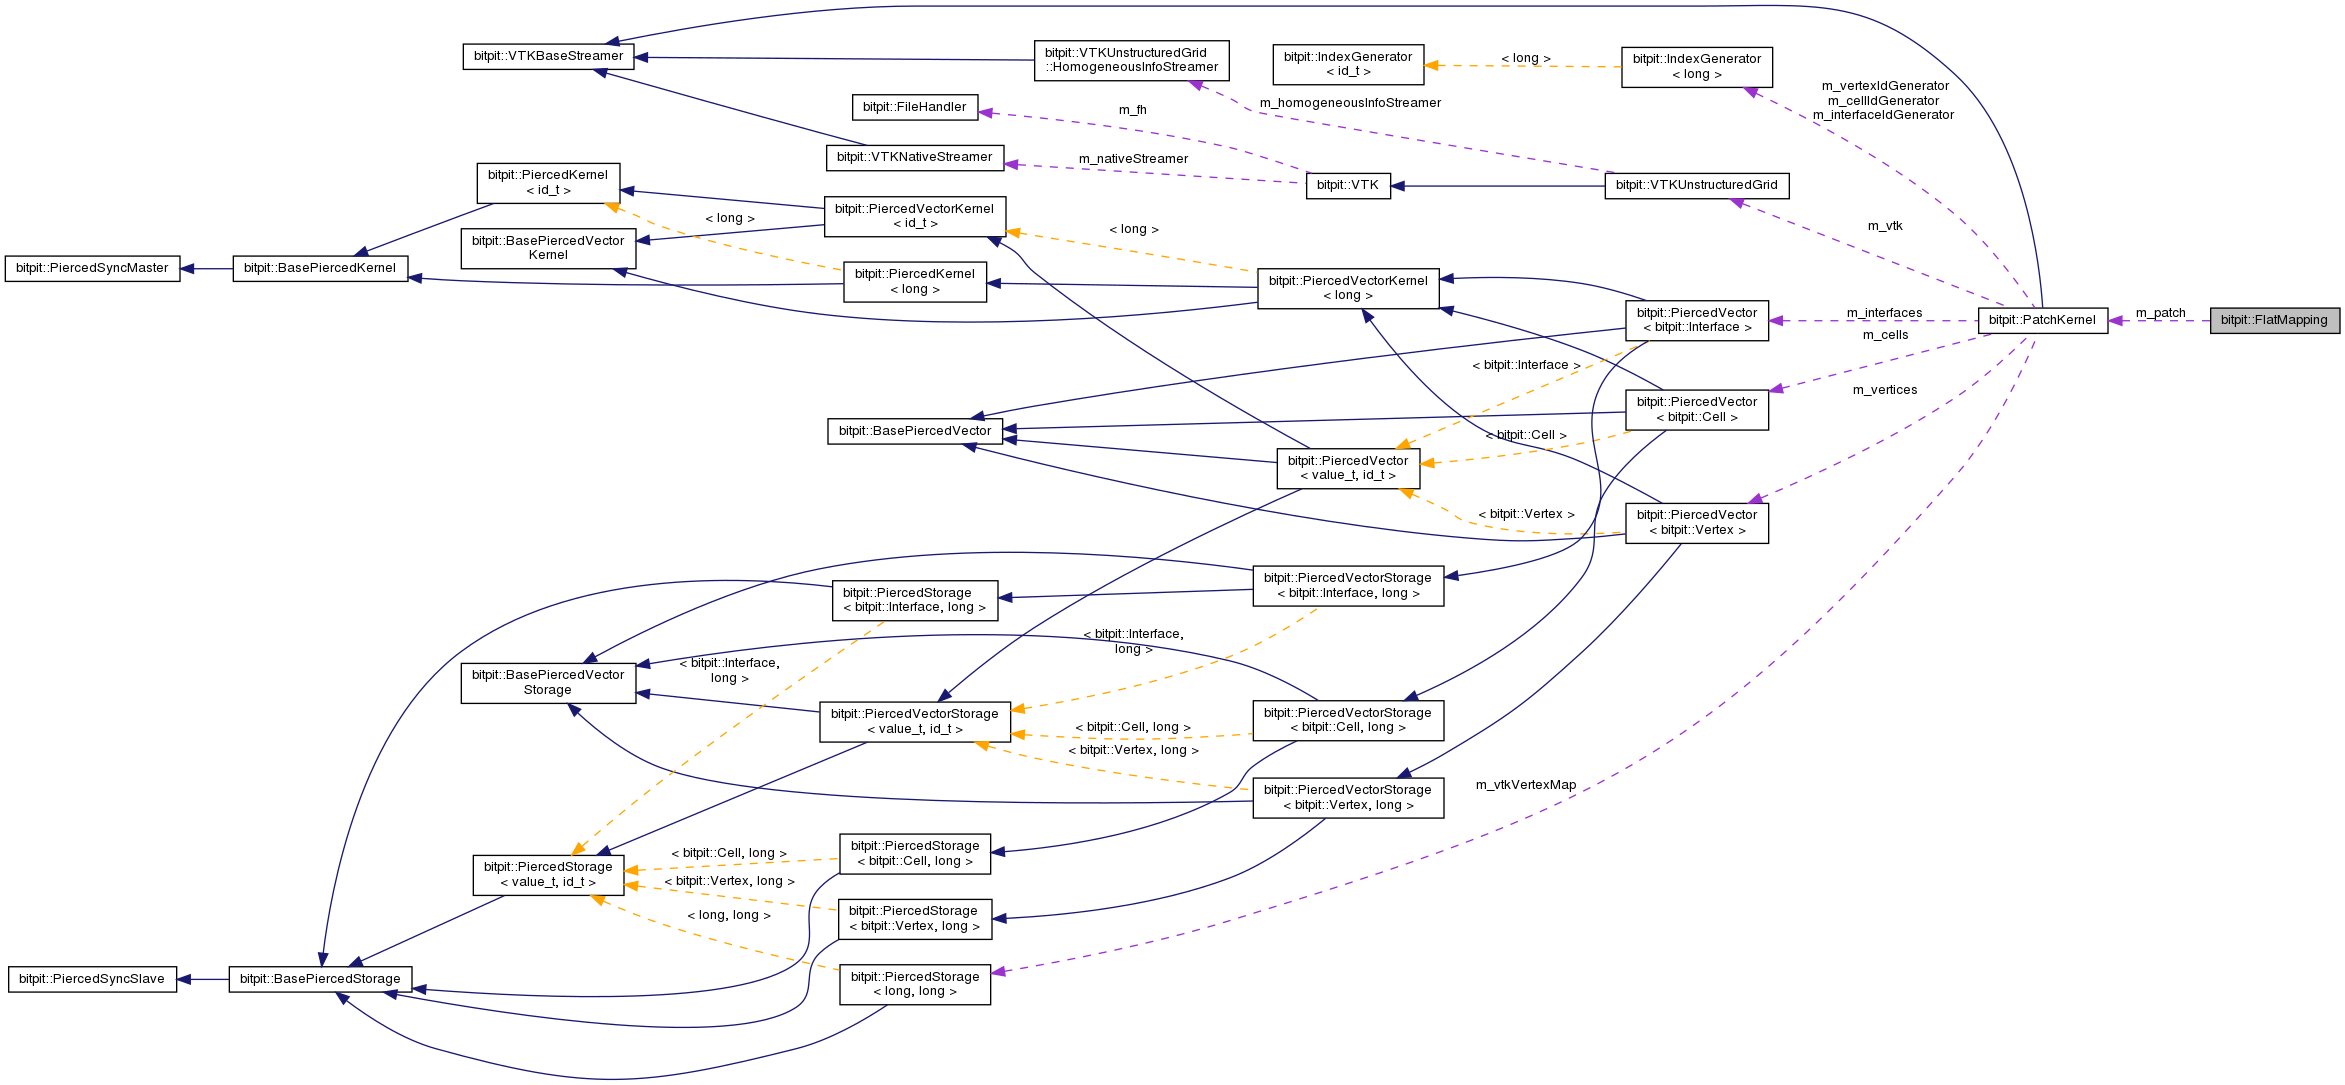 bitpit::VTKBaseStreamer
bitpit::VTKUnstructuredGrid
::HomogeneousInfoStreamer
bitpit::IndexGenerator
< id_t >
< long >
bitpit::IndexGenerator
< long >
m_vertexIdGenerator
m_cellIdGenerator
m_interfaceIdGenerator
bitpit::FileHandler
m_fh
m_homogeneousInfoStreamer
bitpit::VTKNativeStreamer
m_nativeStreamer
bitpit::VTK
bitpit::VTKUnstructuredGrid
m_vtk
bitpit::PiercedKernel
< id_t >
bitpit::PiercedVectorKernel
< id_t >
< long >
< long >
bitpit::BasePiercedVector
Kernel
bitpit::PiercedSyncMaster
bitpit::BasePiercedKernel
bitpit::PiercedKernel
< long >
bitpit::PiercedVectorKernel
< long >
bitpit::PiercedVector
< bitpit::Interface >
m_interfaces
bitpit::PatchKernel
m_patch
bitpit::FlatMapping
m_cells
< bitpit::Interface >
m_vertices
bitpit::PiercedVector
< bitpit::Cell >
bitpit::BasePiercedVector
< bitpit::Cell >
bitpit::PiercedVector
< value_t, id_t >
< bitpit::Vertex >
bitpit::PiercedVector
< bitpit::Vertex >
bitpit::PiercedStorage
< bitpit::Interface, long >
bitpit::PiercedVectorStorage
< bitpit::Interface, long >
< bitpit::Interface,
long >
< bitpit::Interface,
long >
bitpit::BasePiercedVector
Storage
bitpit::PiercedVectorStorage
< value_t, id_t >
< bitpit::Cell, long >
< bitpit::Vertex, long >
bitpit::PiercedVectorStorage
< bitpit::Cell, long >
bitpit::PiercedVectorStorage
< bitpit::Vertex, long >
m_vtkVertexMap
bitpit::PiercedStorage
< value_t, id_t >
< bitpit::Cell, long >
< bitpit::Vertex, long >
< long, long >
bitpit::PiercedStorage
< bitpit::Cell, long >
bitpit::PiercedStorage
< bitpit::Vertex, long >
bitpit::PiercedSyncSlave
bitpit::BasePiercedStorage
bitpit::PiercedStorage
< long, long >